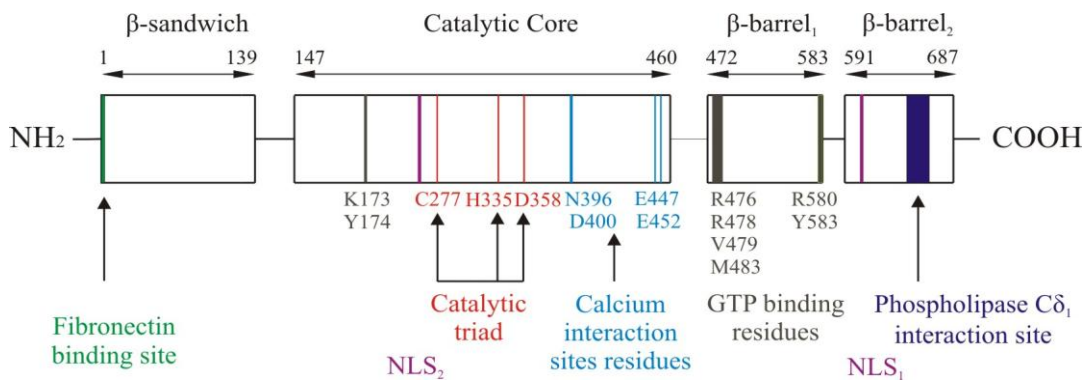 β-sandwich Catalytic Core β-barrel₁ β-barrel₂
1 139 147 460 472 583 591 687
NH₂ COOH
K173 C277 H335 D358 N396 E447 R476 R580
Y174 D400 E452 R478 Y583
V479
M483
Fibronectin
binding site
Catalytic
triad
NLS₂
Calcium
interaction
sites residues
GTP binding
residues
Phospholipase Cδ₁
interaction site
NLS₁